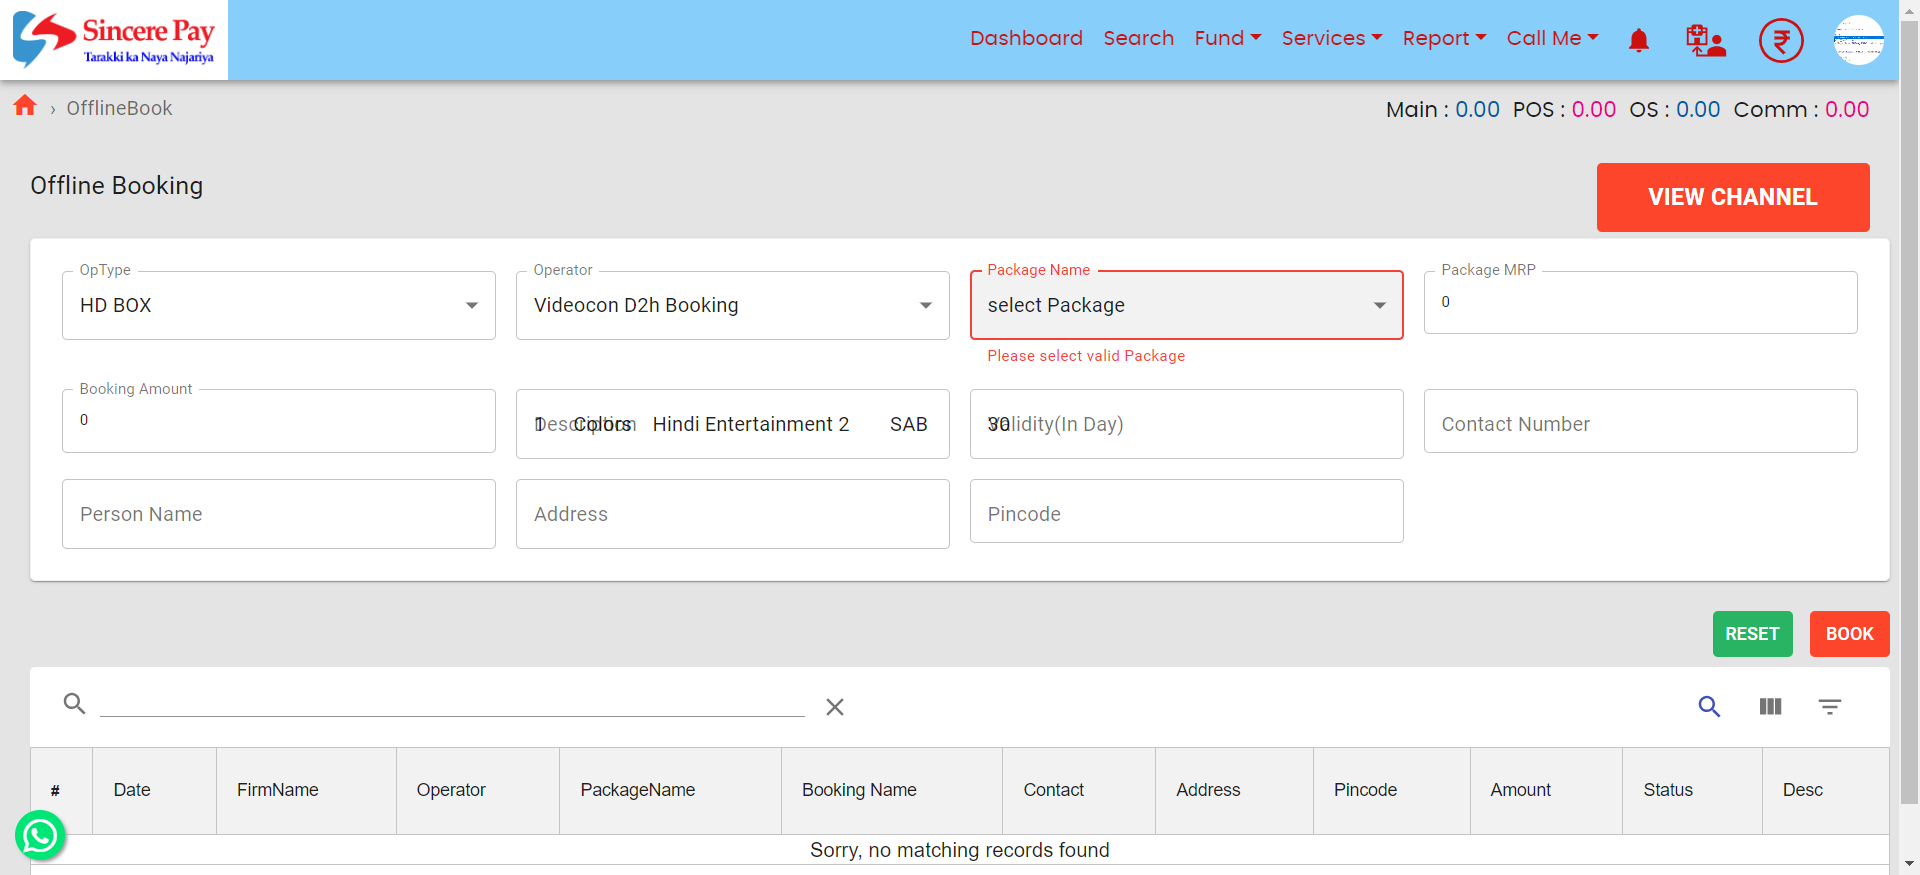 Sincere Pay
Tarakki ka Naya Najariya
Dashboard Search Fund Services Report Call Me
OfflineBook
Main : 0.00 POS : 0.00 OS : 0.00 Comm : 0.00
Offline Booking
VIEW CHANNEL
OpType Operator Package Name Package MRP
HD BOX Videocon D2h Booking select Package 0
Please select valid Package
Booking Amount
0 Description 1 Colors Hindi Entertainment 2 SAB Validity(In Day) 30 Contact Number
Person Name Address Pincode
RESET BOOK
# Date FirmName Operator PackageName Booking Name Contact Address Pincode Amount Status Desc
Sorry, no matching records found